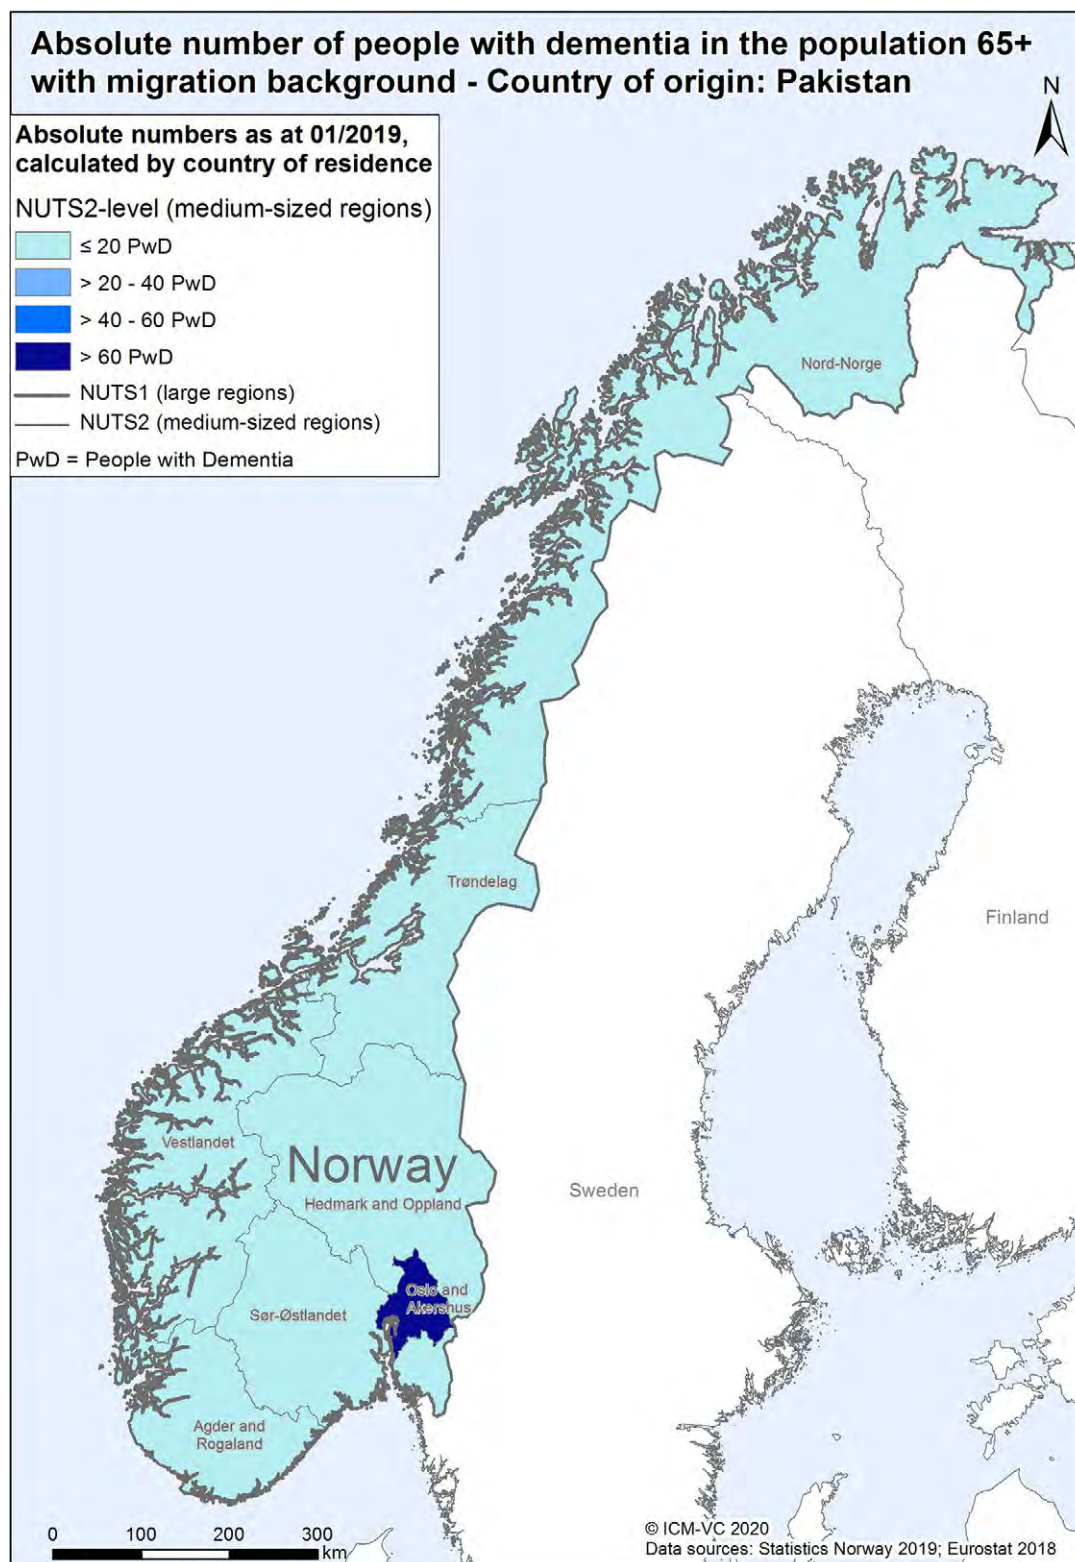 Absolute number of people with dementia in the population 65+
with migration background - Country of origin: Pakistan
N
Absolute numbers as at 01/2019,
calculated by country of residence
NUTS2-level (medium-sized regions)
≤ 20 PwD
> 20 - 40 PwD
> 40 - 60 PwD
> 60 PwD
NUTS1 (large regions)
NUTS2 (medium-sized regions)
PwD = People with Dementia
Nord-Norge
Trøndelag
Finland
Vestlandet
Norway
Sweden
Hedmark and Oppland
Oslo and
Akershus
Sør-Østlandet
Agder and
Rogaland
0 100 200 300
km
© ICM-VC 2020
Data sources: Statistics Norway 2019; Eurostat 2018